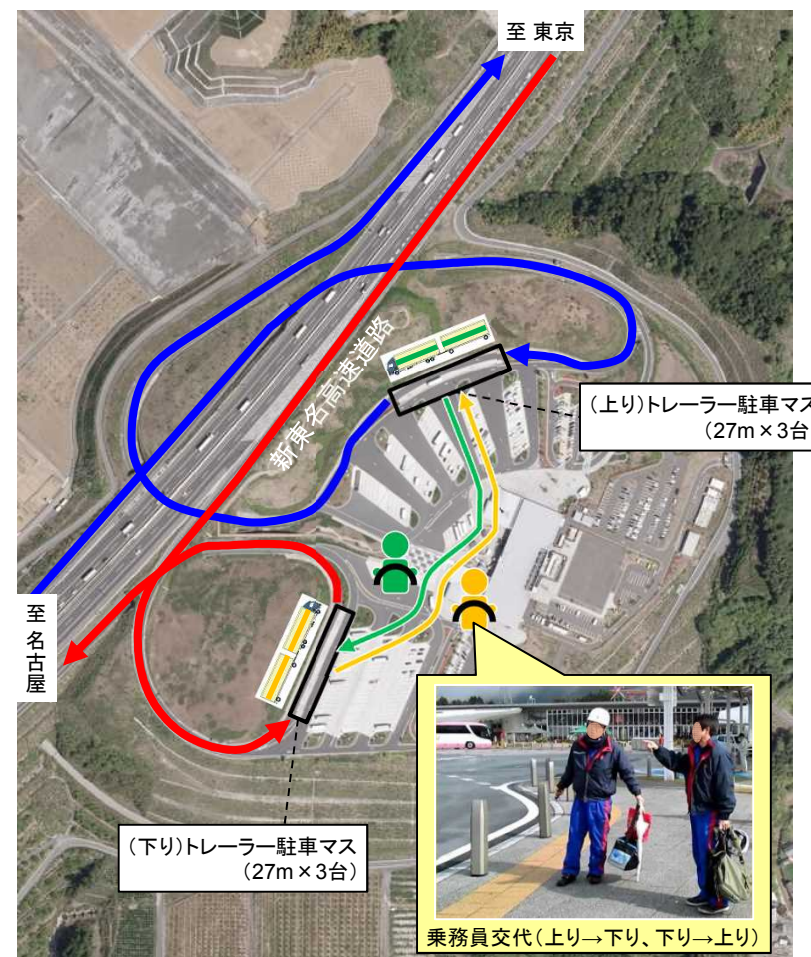 至 東京
新東名高速道路
(上り)トレーラー駐車マス
(27m×3台
至 名古屋
(下り)トレーラー駐車マス
(27m×3台)
乗務員交代(上り→下り、下り→上り)